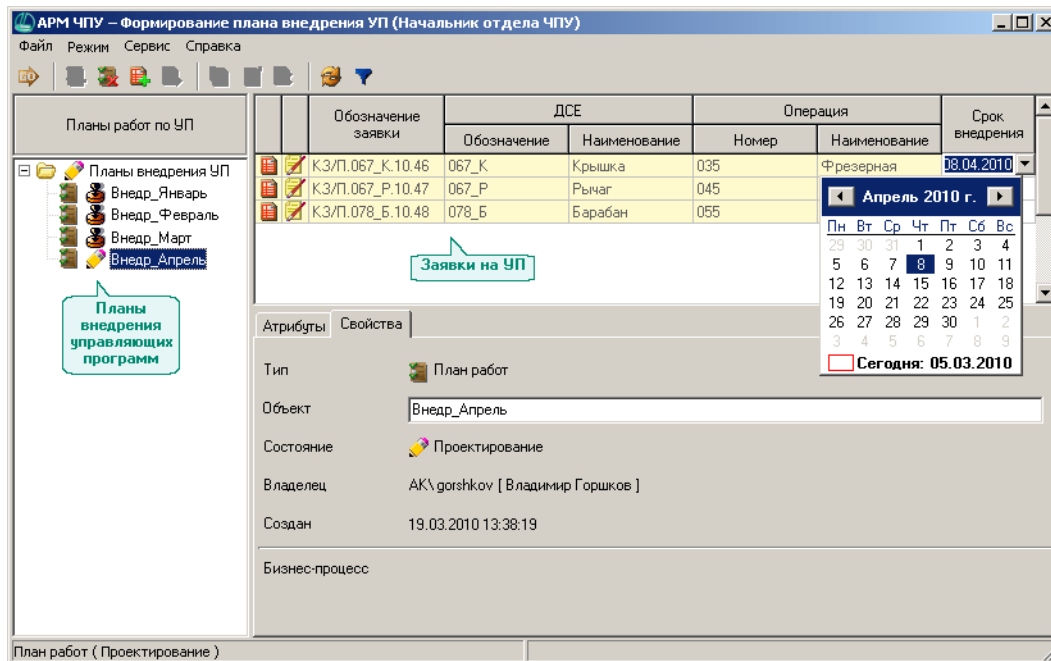 АРМ ЧПУ – Формирование плана внедрения УП (Начальник отдела ЧПУ)
Файл Режим Сервис Справка
Планы работ по УП
Планы внедрения УП
Внедр_Январь
Внедр_Февраль
Внедр_Март
Внедр_Апрель
Планы
внедрения
управляющих
программ
Обозначение
заявки
ДСЕ
Операция
Срок
внедрения
Обозначение Наименование Номер Наименование
К.З/П.067_К.10.46 067_К Крышка 035 Фрезерная 08.04.2010
К.З/П.067_Р.10.47 067_Р Рычаг 045
К.З/П.078_Б.10.48 078_Б Барабан 055
Заявки на УП
Апрель 2010 г.
Пн Вт Ср Чт Пт Сб Вс
29 30 31 1 2 3 4
5 6 7 8 9 10 11
12 13 14 15 16 17 18
19 20 21 22 23 24 25
26 27 28 29 30 1 2
3 4 5 6 7 8 9
Сегодня: 05.03.2010
Атрибуты Свойства
Тип План работ
Объект Внедр_Апрель
Состояние Проектирование
Владелец AK\gorshkov [ Владимир Горшков ]
Создан 19.03.2010 13:38:19
Бизнес-процесс
План работ ( Проектирование )